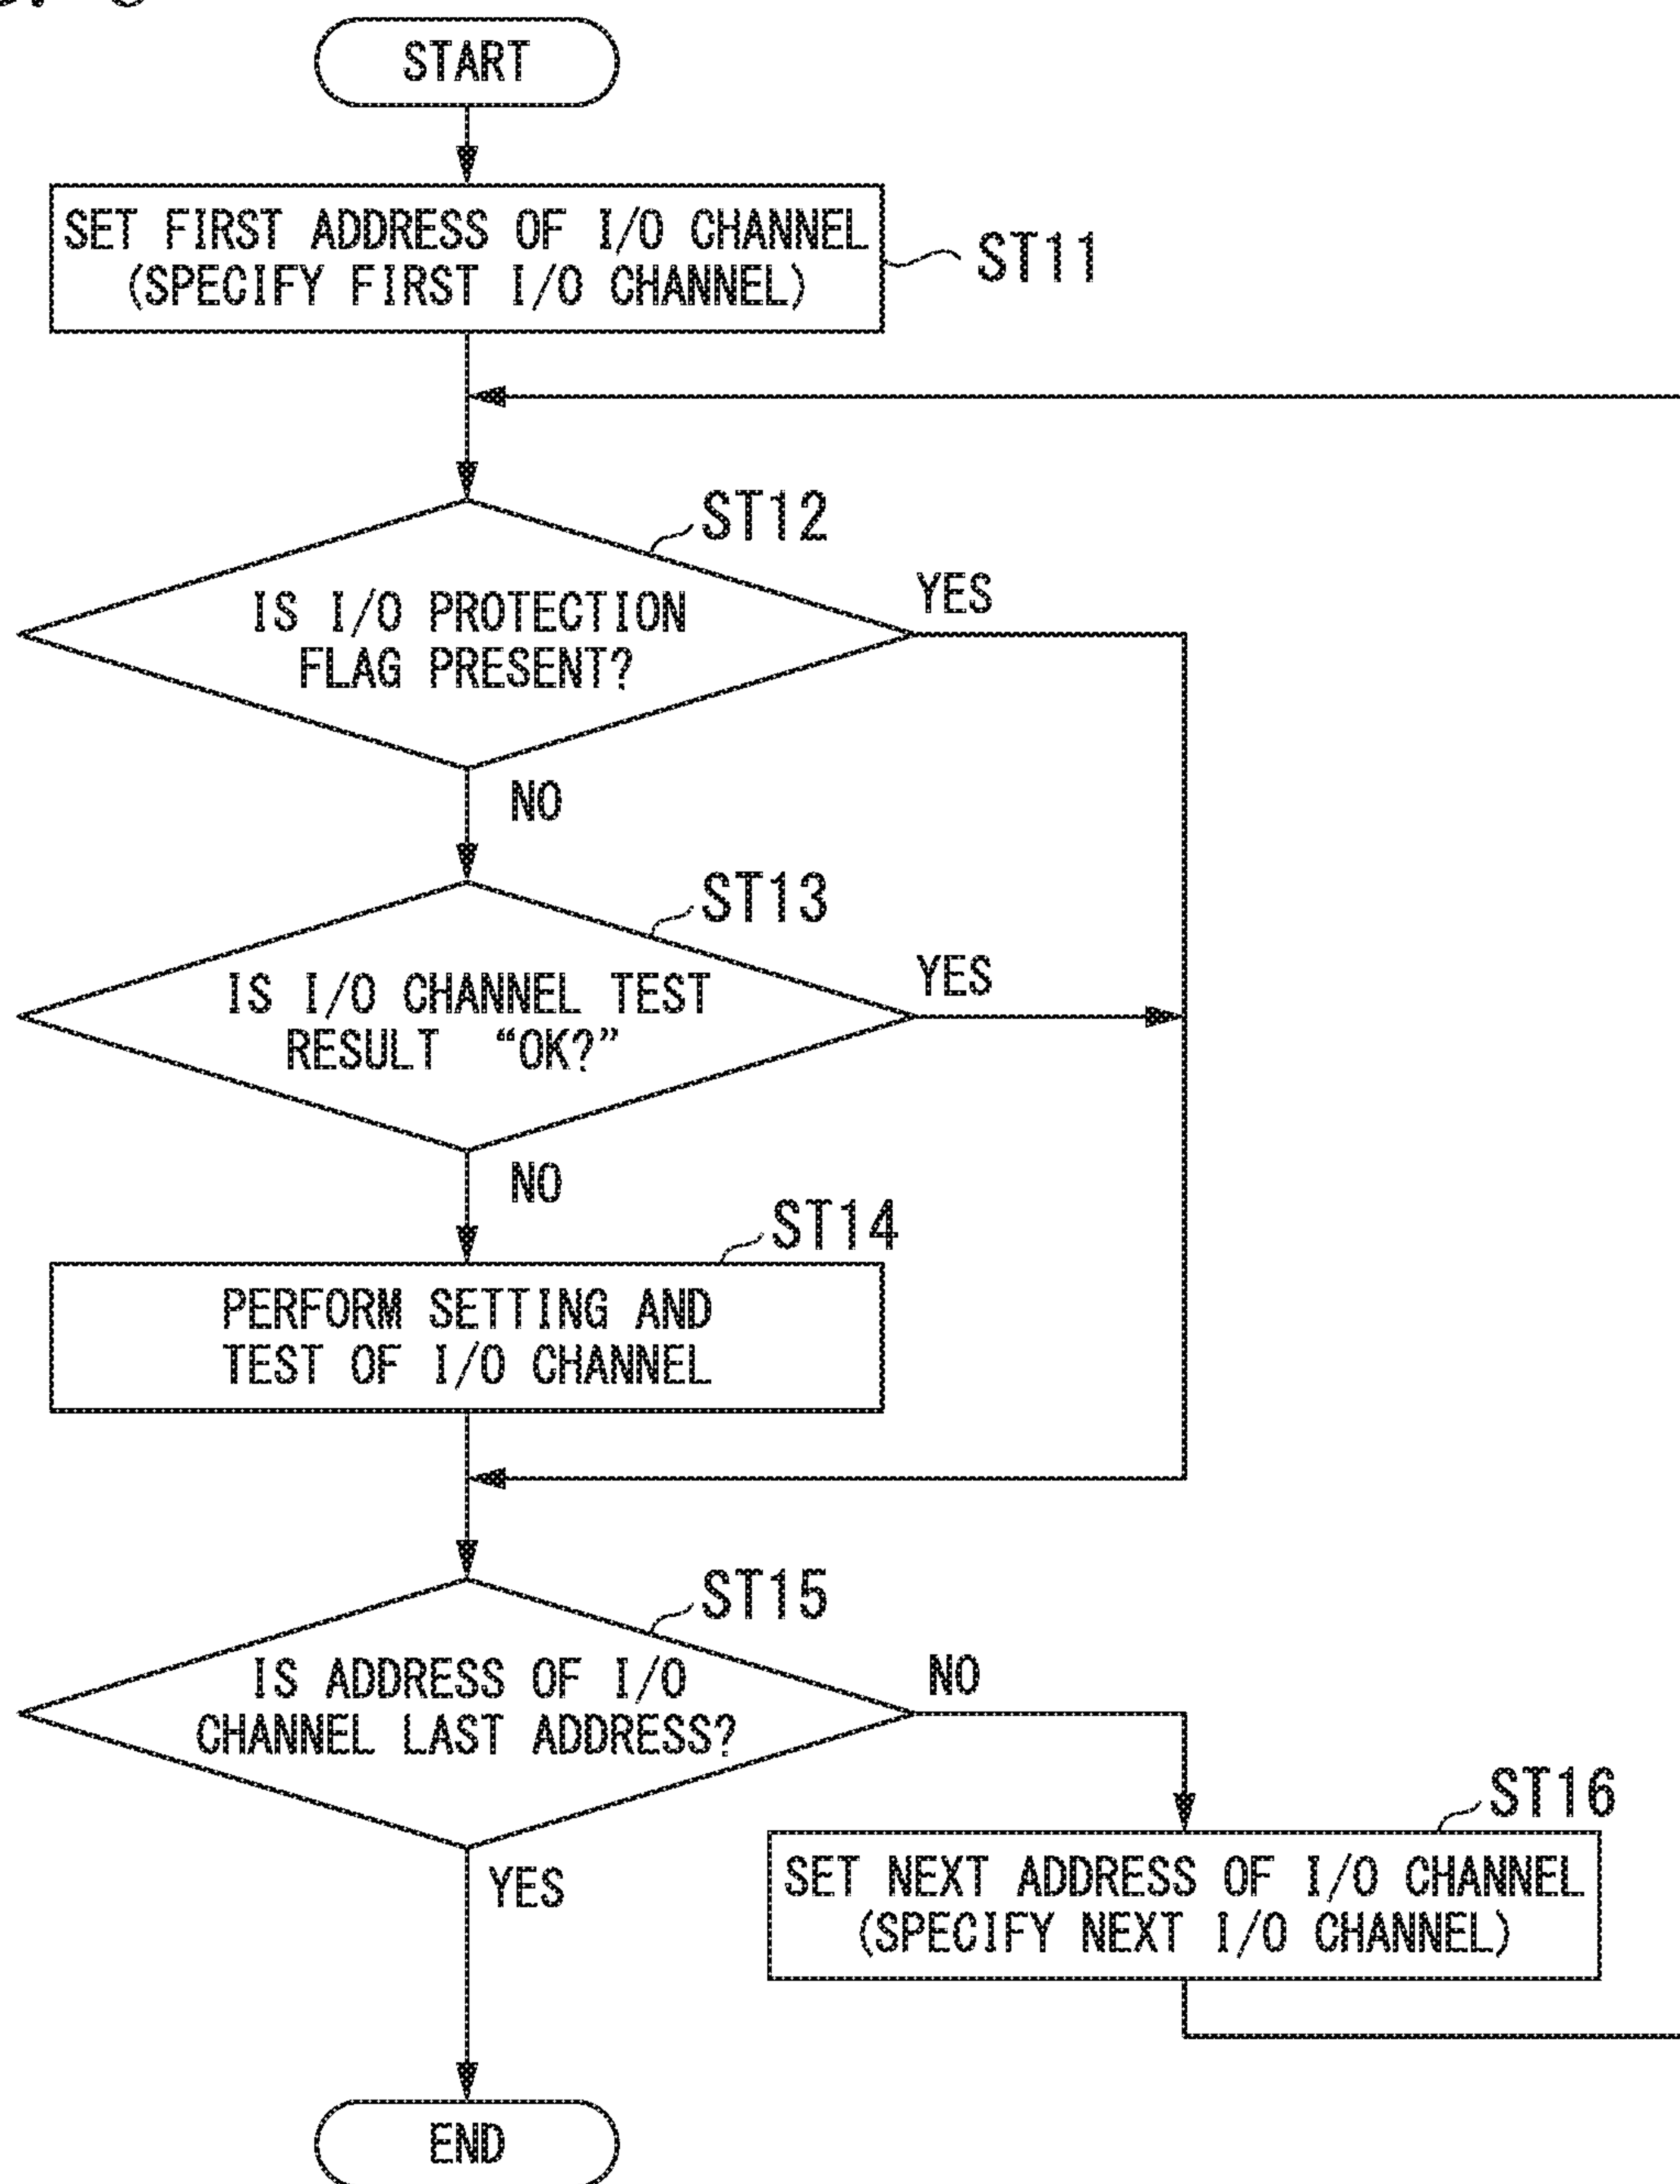 START
SET FIRST ADDRESS OF I/O CHANNEL
(SPECIFY FIRST I/O CHANNEL)
ST11
ST12
IS I/O PROTECTION
FLAG PRESENT?
YES
NO
ST13
IS I/O CHANNEL TEST
RESULT “OK?”
YES
NO
ST14
PERFORM SETTING AND
TEST OF I/O CHANNEL
ST15
IS ADDRESS OF I/O
CHANNEL LAST ADDRESS?
NO
YES
ST16
SET NEXT ADDRESS OF I/O CHANNEL
(SPECIFY NEXT I/O CHANNEL)
END